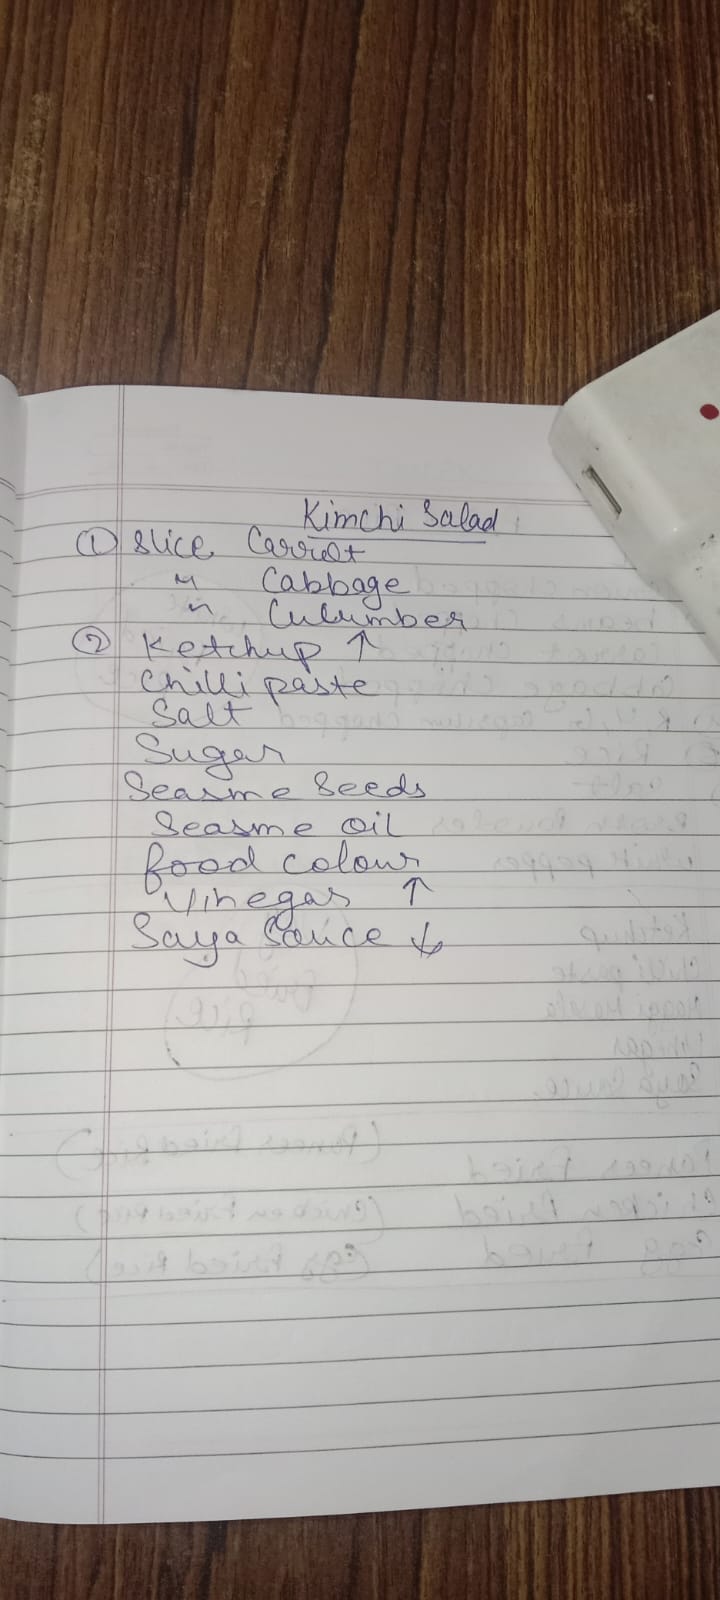 Kimchi Salad
① Slice Carrot
" Cabbage
" Cucumber
② Ketchup ↑
Chilli paste
Salt
Sugar
Seasme Seeds
Seasme oil
food colour
Vinegar ↑
Saya Sauce ↓